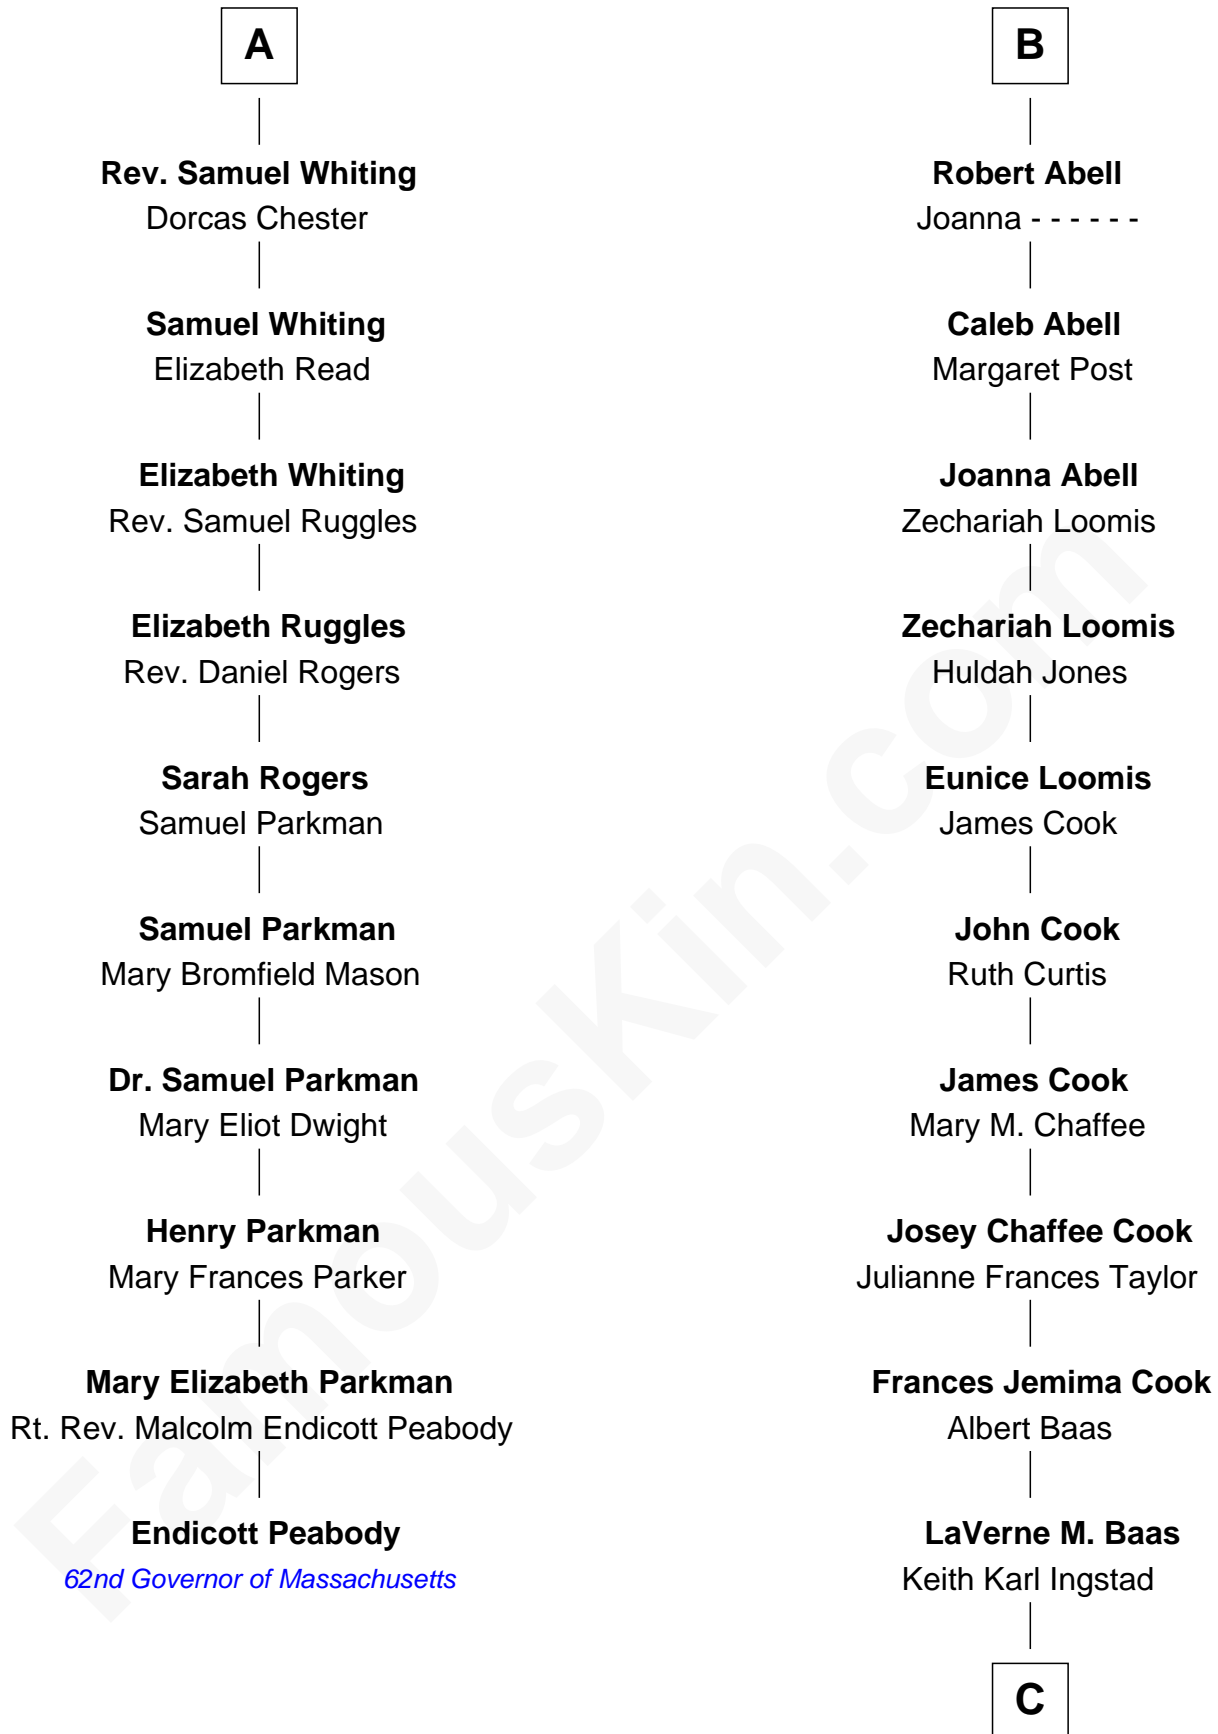 A
Rev. Samuel Whiting
Dorcas Chester
Samuel Whiting
Elizabeth Read
Elizabeth Whiting
Rev. Samuel Ruggles
Elizabeth Ruggles
Rev. Daniel Rogers
Sarah Rogers
Samuel Parkman
Samuel Parkman
Mary Bromfield Mason
Dr. Samuel Parkman
Mary Eliot Dwight
Henry Parkman
Mary Frances Parker
Mary Elizabeth Parkman
Rt. Rev. Malcolm Endicott Peabody
Endicott Peabody
62nd Governor of Massachusetts
B
Robert Abell
Joanna - - - - - -
Caleb Abell
Margaret Post
Joanna Abell
Zechariah Loomis
Zechariah Loomis
Huldah Jones
Eunice Loomis
James Cook
John Cook
Ruth Curtis
James Cook
Mary M. Chaffee
Josey Chaffee Cook
Julianne Frances Taylor
Frances Jemima Cook
Albert Baas
LaVerne M. Baas
Keith Karl Ingstad
C
FamousKin.com